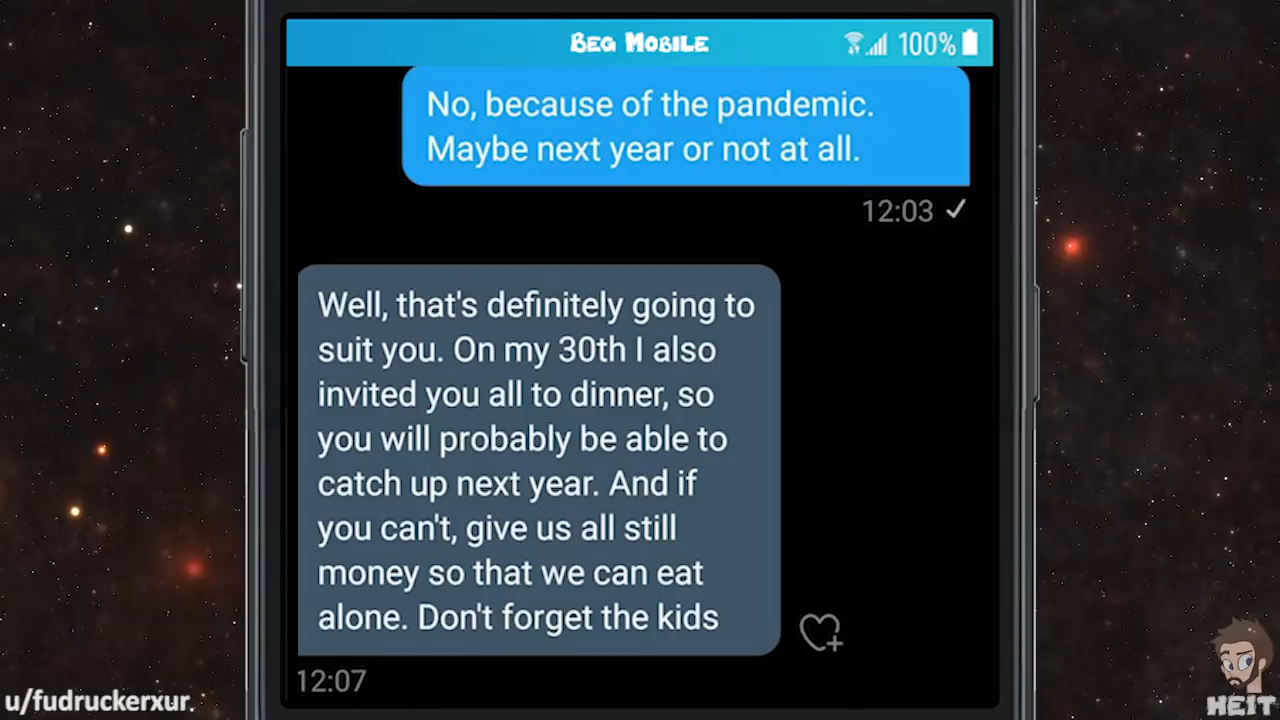 Beg Mobile
100%
No, because of the pandemic.
Maybe next year or not at all.
12:03
Well, that's definitely going to
suit you. On my 30th I also
invited you all to dinner, so
you will probably be able to
catch up next year. And if
you can't, give us all still
money so that we can eat
alone. Don't forget the kids
12:07
u/fudruckerxur.
HEIT